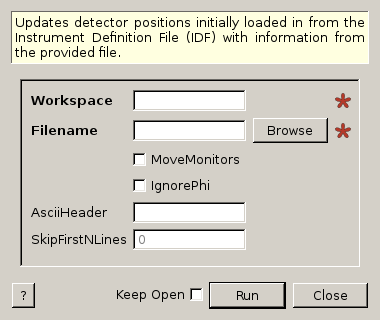 Updates detector positions initially loaded in from the
Instrument Definition File (IDF) with information from
the provided file.
Workspace
Filename Browse
MoveMonitors
IgnorePhi
AsciiHeader
SkipFirstNLines 0
? Keep Open Run Close